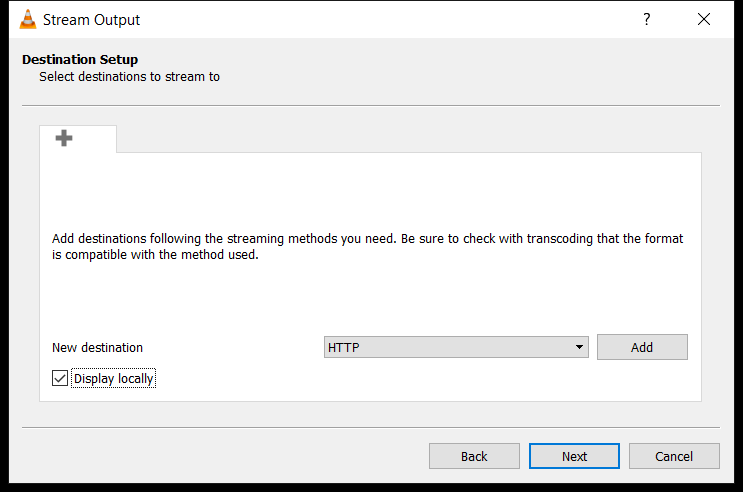 Stream Output
?
Destination Setup
Select destinations to stream to
Add destinations following the streaming methods you need. Be sure to check with transcoding that the format
is compatible with the method used.
New destination
HTTP
Add
Display locally
Back
Next
Cancel